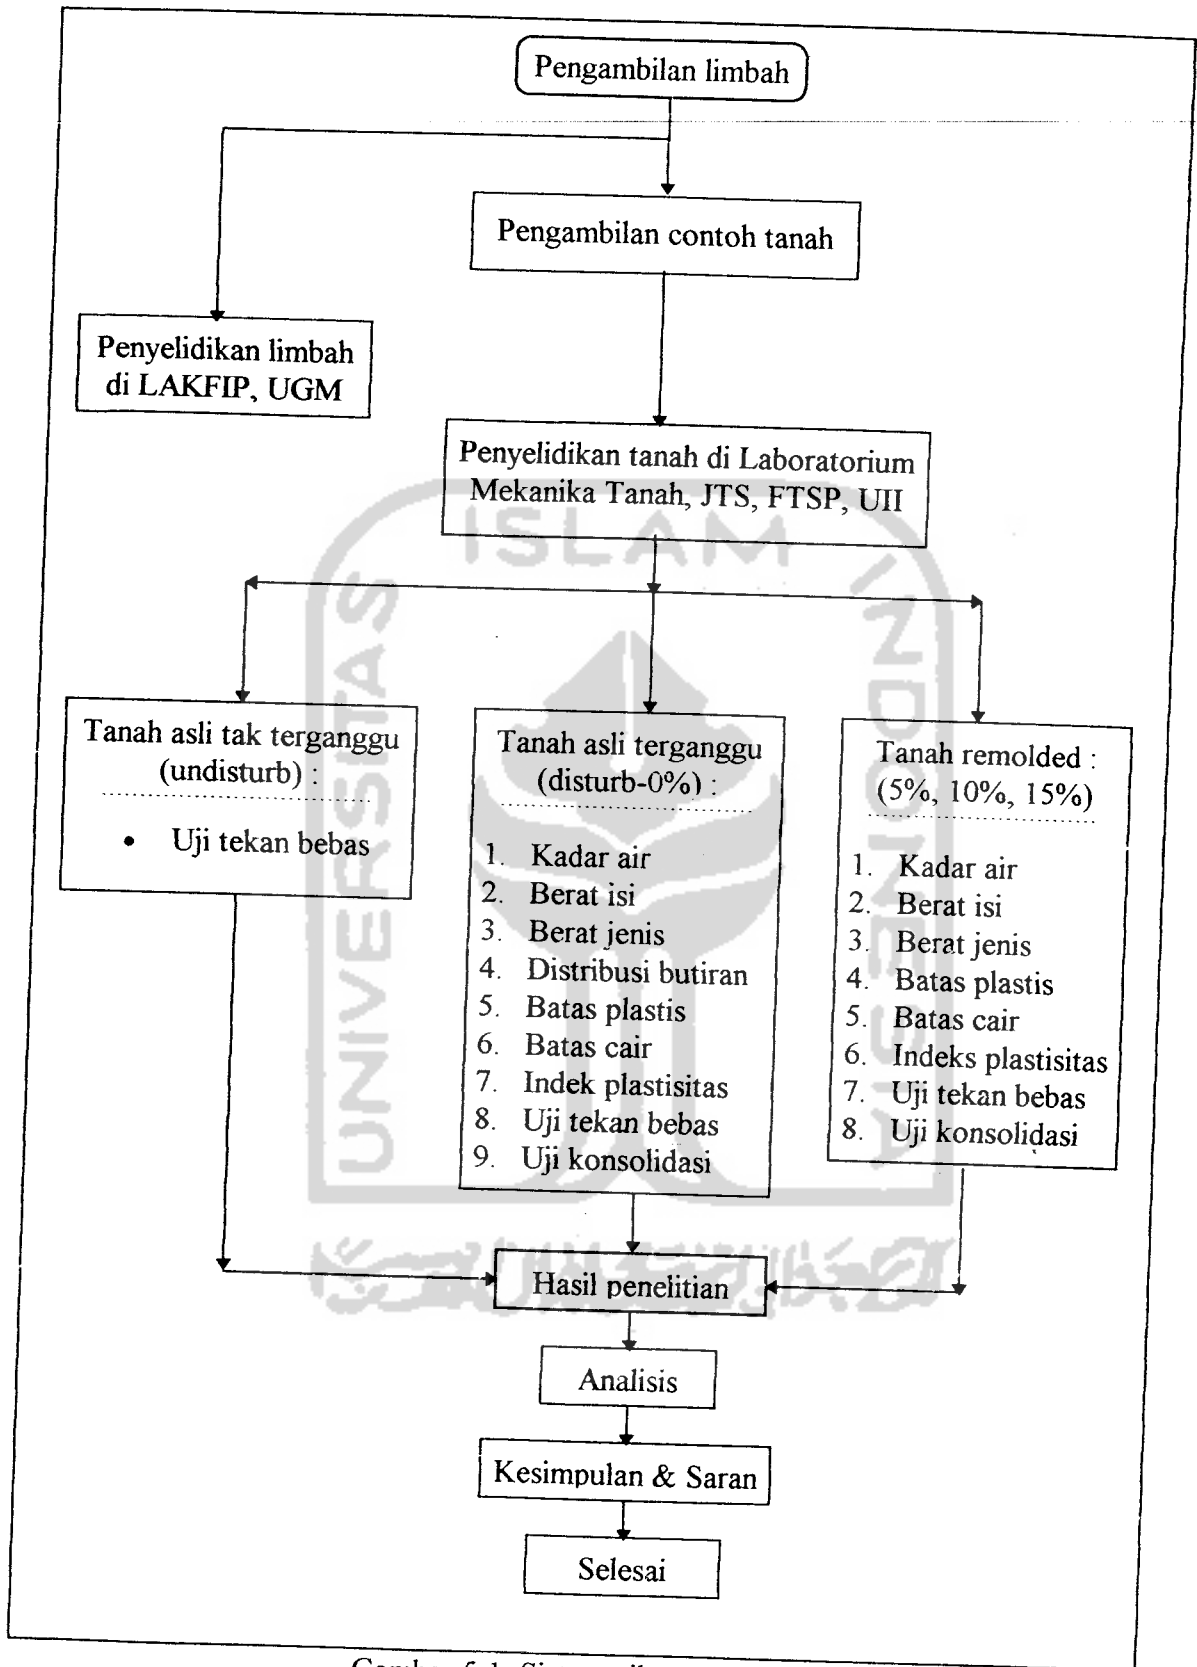 Pengambilan limbah
Pengambilan contoh tanah
Penyelidikan limbah
di LAKFIP, UGM
Penyelidikan tanah di Laboratorium
Mekanika Tanah, JTS, FTSP, UII
Tanah asli tak terganggu
(undisturb) :
• Uji tekan bebas
Tanah asli terganggu
(disturb-0%) :
1. Kadar air
2. Berat isi
3. Berat jenis
4. Distribusi butiran
5. Batas plastis
6. Batas cair
7. Indek plastisitas
8. Uji tekan bebas
9. Uji konsolidasi
Tanah remolded :
(5%, 10%, 15%)
1. Kadar air
2. Berat isi
3. Berat jenis
4. Batas plastis
5. Batas cair
6. Indeks plastisitas
7. Uji tekan bebas
8. Uji konsolidasi
Hasil penelitian
Analisis
Kesimpulan & Saran
Selesai
UNIVERSITAS
ISLAM
INDONESIA